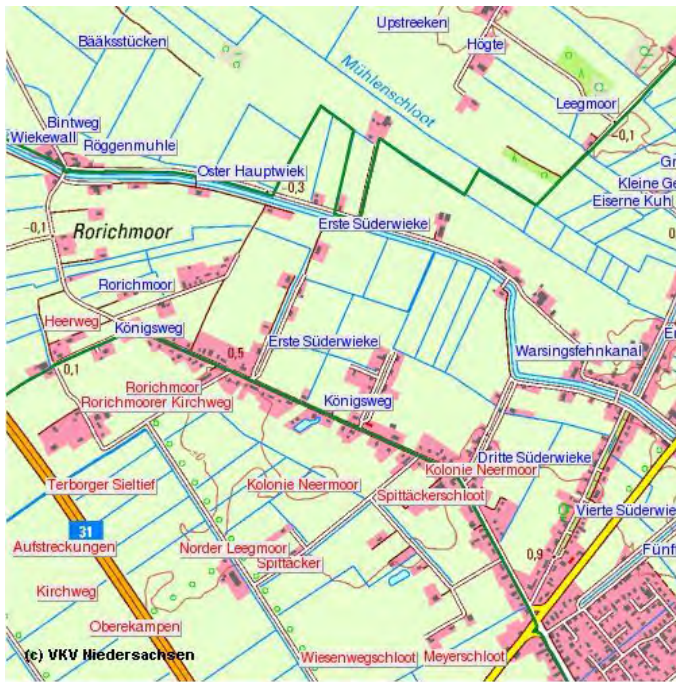 Upstreeken
Bääksstücken
Högte
Mühlenschloot
Leegmoor
-0,1
Bintweg
Wiekewall
Röggenmuhle
Oster Hauptwiek
-0,3
Kleine Ge
Eiserne Kuhl
-0,1
Rorichmoor
Erste Süderwieke
Rorichmoor
Heerweg
Königsweg
Erste Süderwieke
Warsingsfehnkanal
0,5
0,1
Rorichmoor
Rorichmoorer Kirchweg
Königsweg
Dritte Süderwieke
Kolonie Neermoor
Terborger Sieltief
Kolonie Neermoor
Spittäckerschloot
Vierte Süderwie
31
Aufstreckungen
Norder Leegmoor
Spittäcker
0,9
Fünf
Kirchweg
Oberekampen
(c) VKV Niedersachsen
Wiesenwegschloot
Meyerschloot